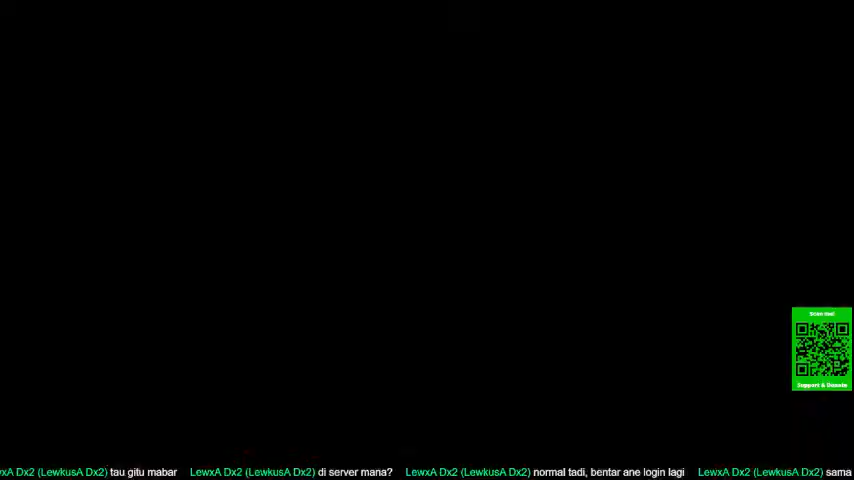 Scan me!
Support & Donate
xA Dx2 (LewkusA Dx2) tau gitu mabar LewxA Dx2 (LewkusA Dx2) di server mana? LewxA Dx2 (LewkusA Dx2) normal tadi, bentar ane login lagi LewxA Dx2 (LewkusA Dx2) sama